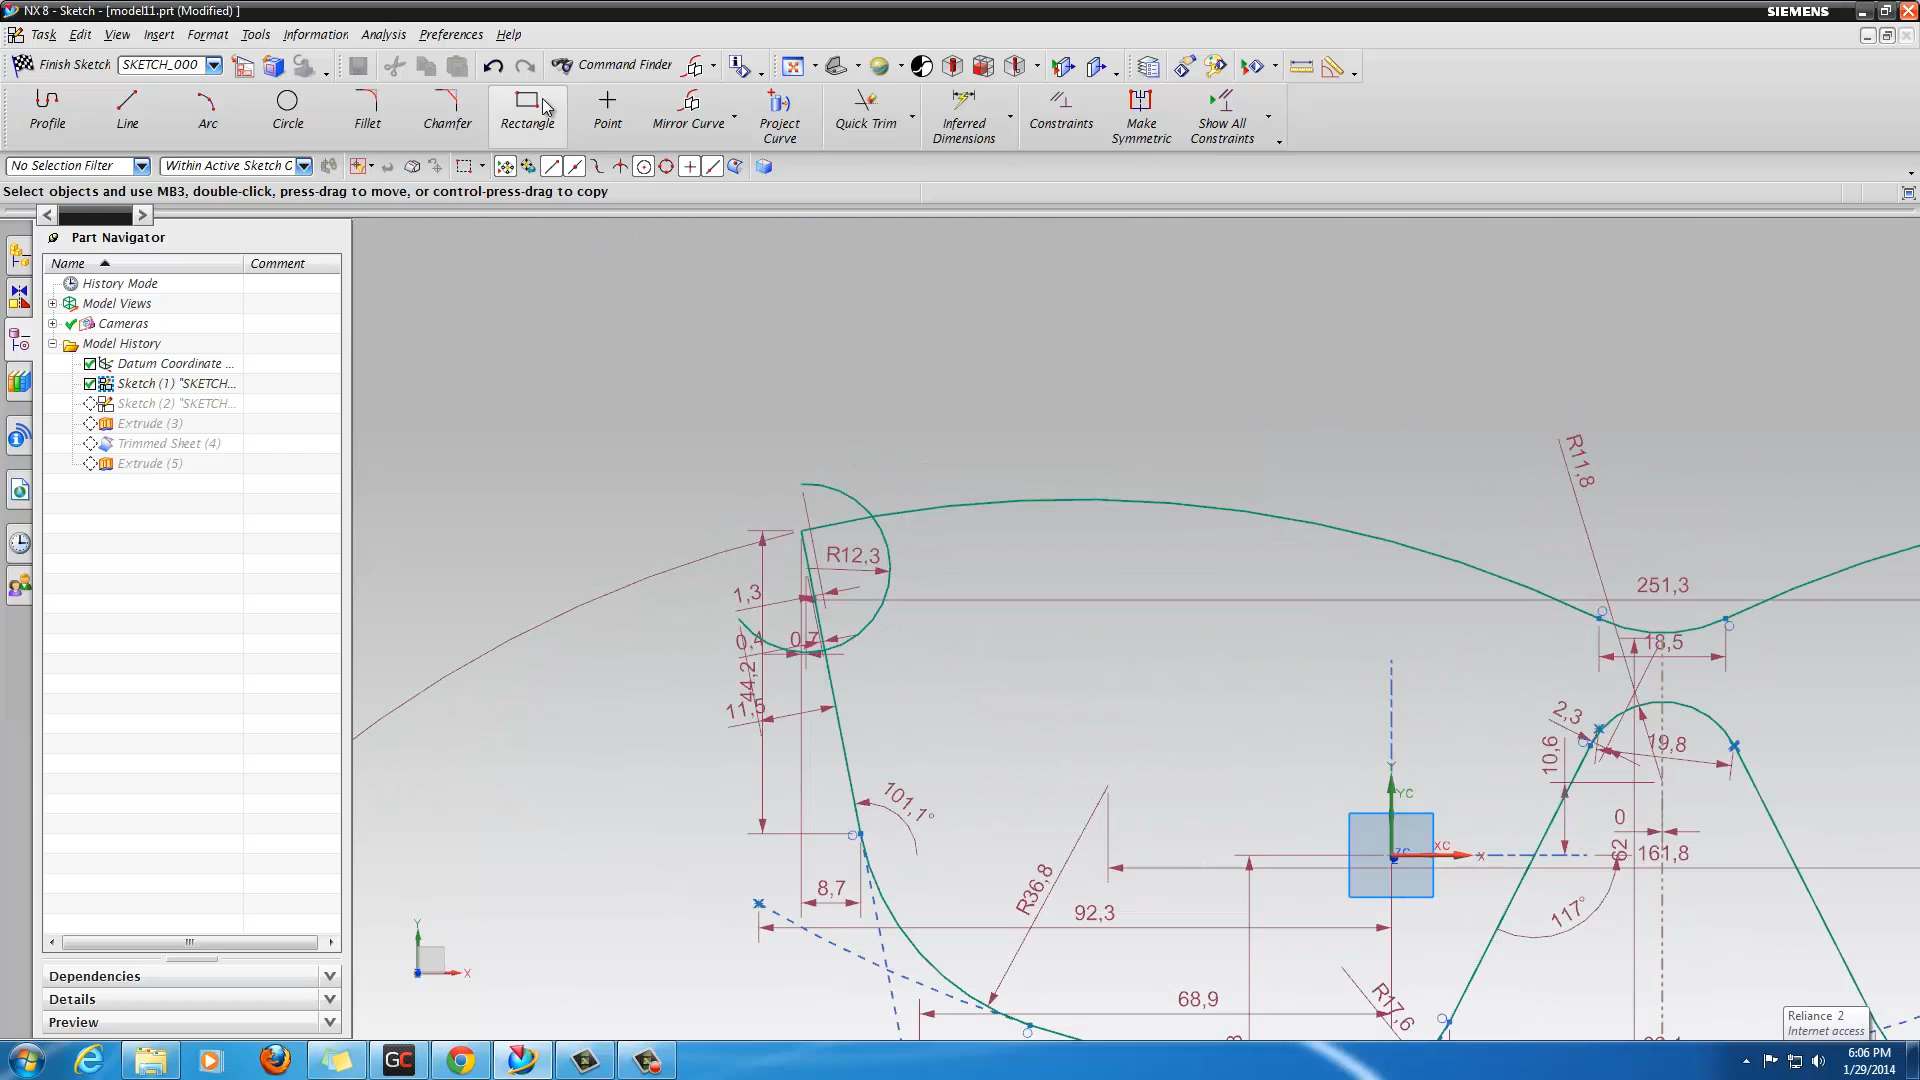 NX 8 - Sketch - [model11.prt (Modified) ]
SIEMENS
Task Edit View Insert Format Tools Information Analysis Preferences Help
Finish Sketch SKETCH_000 Command Finder
Profile Line Arc Circle Fillet Chamfer Rectangle Point Mirror Curve Project Curve Quick Trim Inferred Dimensions Constraints Make Symmetric Show All Constraints
No Selection Filter Within Active Sketch O
Select objects and use MB3, double-click, press-drag to move, or control-press-drag to copy
Part Navigator
Name Comment
History Mode
Model Views
Cameras
Model History
Datum Coordinate ...
Sketch (1) "SKETCH...
Sketch (2) "SKETCH...
Extrude (3)
Trimmed Sheet (4)
Extrude (5)
Dependencies
Details
Preview
R11,8
R12,3
1,3
251,3
0,4 0,7
18,5
44,2
11,5
2,3
19,8
10,6
101,1°
YC
Y
0
XC
X
ZC
62
161,8
R36,8
8,7
92,3
117°
Y
X
68,9
R17,6
Reliance 2
Internet access
GC
6:06 PM
1/29/2014